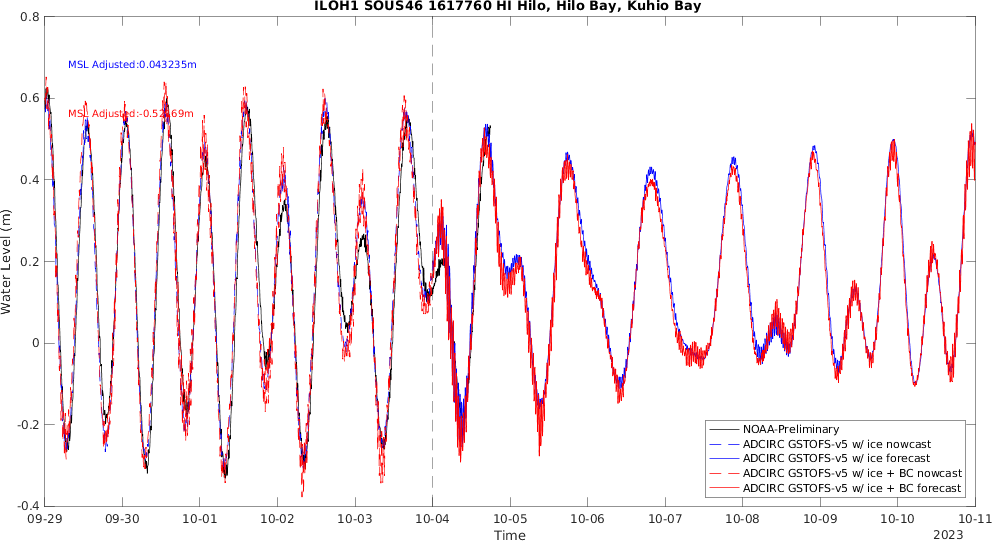 ILOH1 SOUS46 1617760 HI Hilo, Hilo Bay, Kuhio Bay
0.8
0.6
0.4
0.2
0
-0.2
-0.4
Water Level (m)
MSL Adjusted:0.043235m
MSL
NOAA-Preliminary
ADCIRC GSTOFS-v5 w/ ice nowcast
ADCIRC GSTOFS-v5 w/ ice forecast
ADCIRC GSTOFS-v5 w/ ice + BC nowcast
ADCIRC GSTOFS-v5 w/ ice + BC forecast
09-29 09-30 10-01 10-02 10-03 10-04 10-05 10-06 10-07 10-08 10-09 10-10 10-11
2023
Time